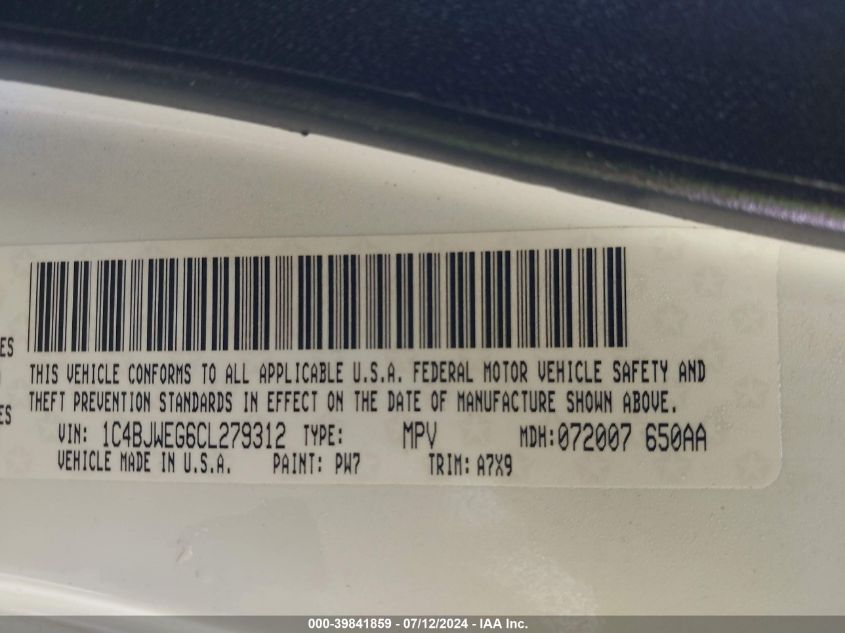 ES
THIS VEHICLE CONFORMS TO ALL APPLICABLE U.S.A. FEDERAL MOTOR VEHICLE SAFETY AND
THEFT PREVENTION STANDARDS IN EFFECT ON THE DATE OF MANUFACTURE SHOWN ABOVE.
ES
VIN: 1C4BJWEG6CL279312 TYPE: MPV MDH:072007 650AA
VEHICLE MADE IN U.S.A. PAINT: PW7 TRIM: A7X9
000-39841859 - 07/12/2024 - IAA Inc.